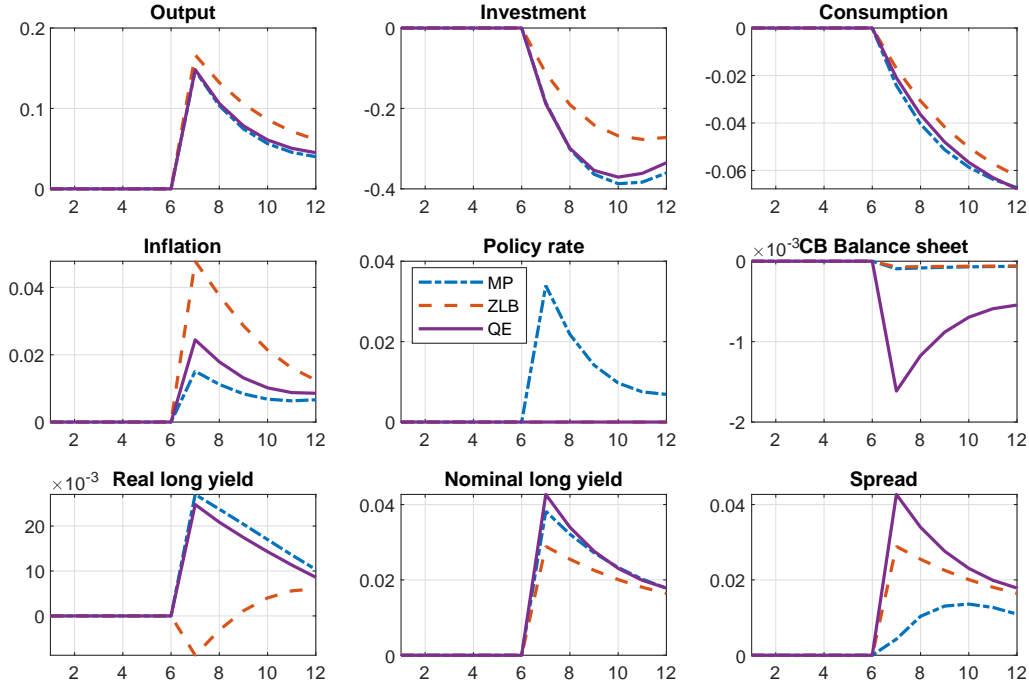 Output
Investment
Consumption
0.2
0.1
0
2 4 6 8 10 12
0
-0.2
-0.4
2 4 6 8 10 12
0
-0.02
-0.04
-0.06
2 4 6 8 10 12
Inflation
Policy rate
×10-3
CB Balance sheet
0.04
0.02
0
2 4 6 8 10 12
0.04
0.02
0
MP
ZLB
QE
2 4 6 8 10 12
0
-1
-2
2 4 6 8 10 12
×10-3
Real long yield
Nominal long yield
Spread
20
10
0
2 4 6 8 10 12
0.04
0.02
0
2 4 6 8 10 12
0.04
0.02
0
2 4 6 8 10 12